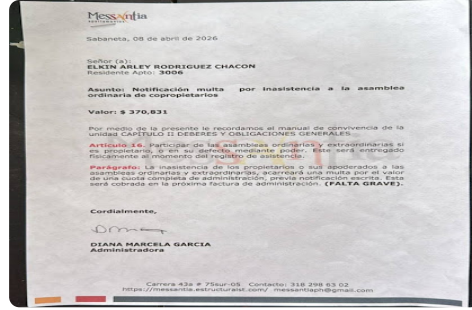 Messantia
Sabaneta, 08 de abril de 2026
Señor (a):
ELKIN ARLEY RODRIGUEZ CHACON
Residente Apto: 3006
Asunto: Notificación multa por inasistencia a la asamblea
ordinaria de copropietarios
Valor: $ 370,831
Por medio de la presente le recordamos el manual de convivencia de la
unidad CAPÍTULO II DEBERES Y OBLIGACIONES GENERALES
Artículo 16. Participar de las asambleas ordinarias y extraordinarias si
es propietario, o en su defecto mediante poder. Este será entregado
físicamente al momento del registro de asistencia.
Parágrafo: La inasistencia de los propietarios o sus apoderados a las
asambleas ordinarias y extraordinarias, acarreará una multa por el valor
de una cuota completa de administración, previa notificación escrita. Esta
será cobrada en la próxima factura de administración. (FALTA GRAVE).
Cordialmente,
DIANA MARCELA GARCIA
Administradora
Carrera 43a # 75sur-05 Contacto: 318 298 63 02
https://messantia.estructuralst.com/ messantiaph@gmail.com